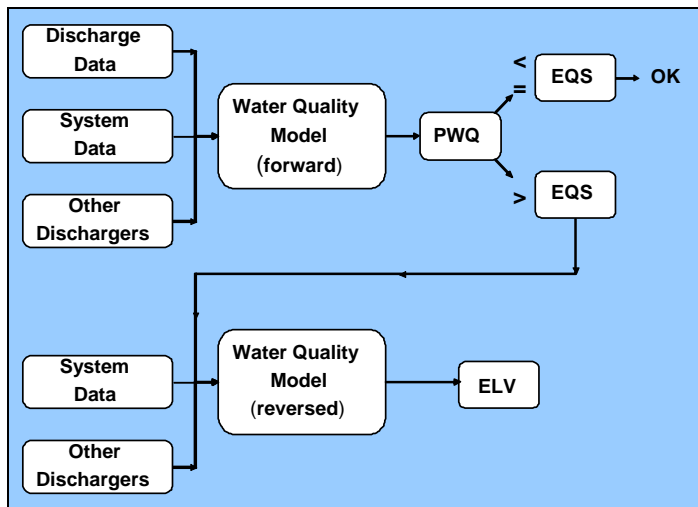 Discharge
Data
System
Data
Other
Dischargers
Water Quality
Model
(forward)
PWQ
<
=
EQS
OK
>
EQS
System
Data
Other
Dischargers
Water Quality
Model
(reversed)
ELV